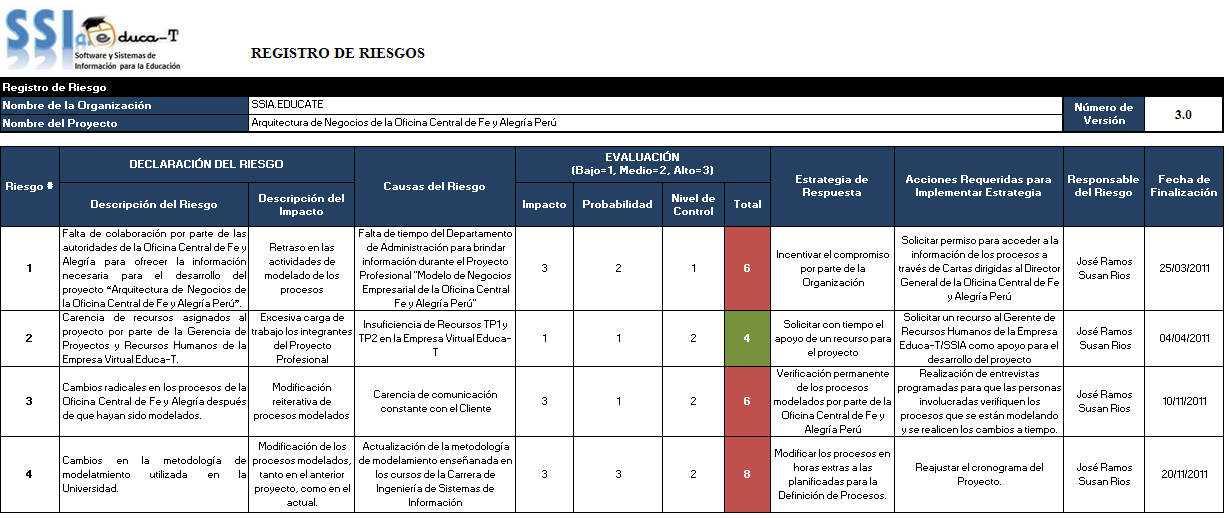 SSIa educa-T
Software y Sistemas de
Información para la Educación
REGISTRO DE RIESGOS
Registro de Riesgo
Nombre de la Organización
SSIA.EDUCATE
Nombre del Proyecto
Arquitectura de Negocios de la Oficina Central de Fe y Alegría Perú
Número de
Versión
3.0
Riesgo #
DECLARACIÓN DEL RIESGO
Descripción del Riesgo
Descripción del
Impacto
Causas del Riesgo
EVALUACIÓN
(Bajo=1, Medio=2, Alto=3)
Impacto
Probabilidad
Nivel de
Control
Total
Estrategia de
Respuesta
Acciones Requeridas para
Implementar Estrategia
Responsable
del Riesgo
Fecha de
Finalización
1
Falta de colaboración por parte de las
autoridades de la Oficina Central de Fe y
Alegría para ofrecer la información
necesaria para el desarrollo del
proyecto “Arquitectura de Negocios de
la Oficina Central de Fe y Alegría Perú”.
Retraso en las
actividades de
modelado de los
procesos
Falta de tiempo del Departamento
de Administración para brindar
información durante el Proyecto
Profesional "Modelo de Negocios
Empresarial de la Oficina Central
Fe y Alegría Perú"
3
2
1
6
Incentivar el compromiso
por parte de la
Organización
Solicitar permiso para acceder a la
información de los procesos a
través de Cartas dirigidas al Director
General de la Oficina Central de Fe
y Alegría Perú
José Ramos
Susan Rios
25/03/2011
2
Carencia de recursos asignados al
proyecto por parte de la Gerencia de
Proyectos y Recursos Humanos de la
Empresa Virtual Educa-T.
Excesiva carga de
trabajo los integrantes
del Proyecto
Profesional
Insuficiencia de Recursos TP1 y
TP2 en la Empresa Virtual Educa-
T
1
1
2
4
Solicitar con tiempo el
apoyo de un recurso para
el proyecto
Solicitar un recurso al Gerente de
Recursos Humanos de la Empresa
Educa-T/SSIA como apoyo para el
desarrollo del proyecto
José Ramos
Susan Rios
04/04/2011
3
Cambios radicales en los procesos de la
Oficina Central de Fe y Alegría después
de que hayan sido modelados.
Modificación
reiterativa de
procesos modelados
Carencia de comunicación
constante con el Cliente
3
1
2
6
Verificación permanente
de los procesos
modelados por parte de la
Oficina Central de Fe y
Alegría Perú
Realización de entrevistas
programadas para que las personas
involucradas verifiquen los
procesos que se están modelando
y se realicen los cambios a tiempo.
José Ramos
Susan Rios
10/11/2011
4
Cambios en la metodología de
modelatmiento utilizada en la
Universidad.
Modificación de los
procesos modelados,
tanto en el anterior
proyecto, como en el
actual.
Actualización de la metodología
de modelamiento enseñanada en
los cursos de la Carrera de
Ingeniería de Sistemas de
Información
3
3
2
8
Modificar los procesos en
horas extras a las
planificadas para la
Definición de Procesos.
Reajustar el cronograma del
Proyecto.
José Ramos
Susan Rios
20/11/2011